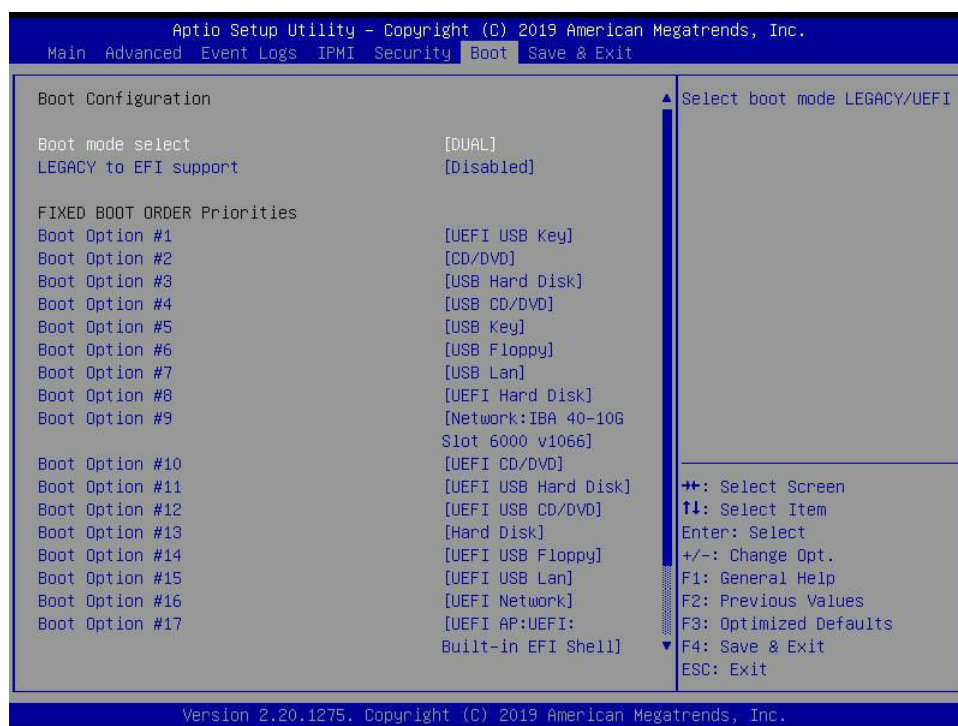 Aptio Setup Utility – Copyright (C) 2019 American Megatrends, Inc.
Main Advanced Event Logs IPMI Security Boot Save & Exit
Boot Configuration
Boot mode select [DUAL]
LEGACY to EFI support [Disabled]
FIXED BOOT ORDER Priorities
Boot Option #1 [UEFI USB Key]
Boot Option #2 [CD/DVD]
Boot Option #3 [USB Hard Disk]
Boot Option #4 [USB CD/DVD]
Boot Option #5 [USB Key]
Boot Option #6 [USB Floppy]
Boot Option #7 [USB Lan]
Boot Option #8 [UEFI Hard Disk]
Boot Option #9 [Network:IBA 40-10G
Slot 6000 v1066]
Boot Option #10 [UEFI CD/DVD]
Boot Option #11 [UEFI USB Hard Disk]
Boot Option #12 [UEFI USB CD/DVD]
Boot Option #13 [Hard Disk]
Boot Option #14 [UEFI USB Floppy]
Boot Option #15 [UEFI USB Lan]
Boot Option #16 [UEFI Network]
Boot Option #17 [UEFI AP:UEFI:
Built-in EFI Shell]
Select boot mode LEGACY/UEFI
→←: Select Screen
↑↓: Select Item
Enter: Select
+/-: Change Opt.
F1: General Help
F2: Previous Values
F3: Optimized Defaults
F4: Save & Exit
ESC: Exit
Version 2.20.1275. Copyright (C) 2019 American Megatrends, Inc.